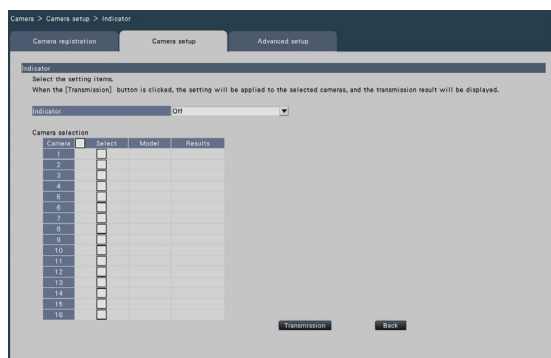 Camera > Camera setup > Indicator
Camera registration Camera setup Advanced setup
Indicator
Select the setting items.
When the [Transmission] button is clicked, the setting will be applied to the selected cameras, and the transmission result will be displayed.
Indicator Off
Camera selection
Camera Select Model Results
1
2
3
4
5
6
7
8
9
10
11
12
13
14
15
16
Transmission Back